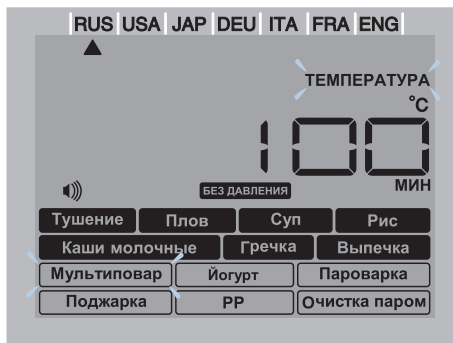 RUS USA JAP DEU ITA FRA ENG
ТЕМПЕРАТУРА
°C
100
БЕЗ ДАВЛЕНИЯ МИН
Тушение Плов Суп Рис
Каши молочные Гречка Выпечка
Мультиповар Йогурт Пароварка
Поджарка PP Очистка паром